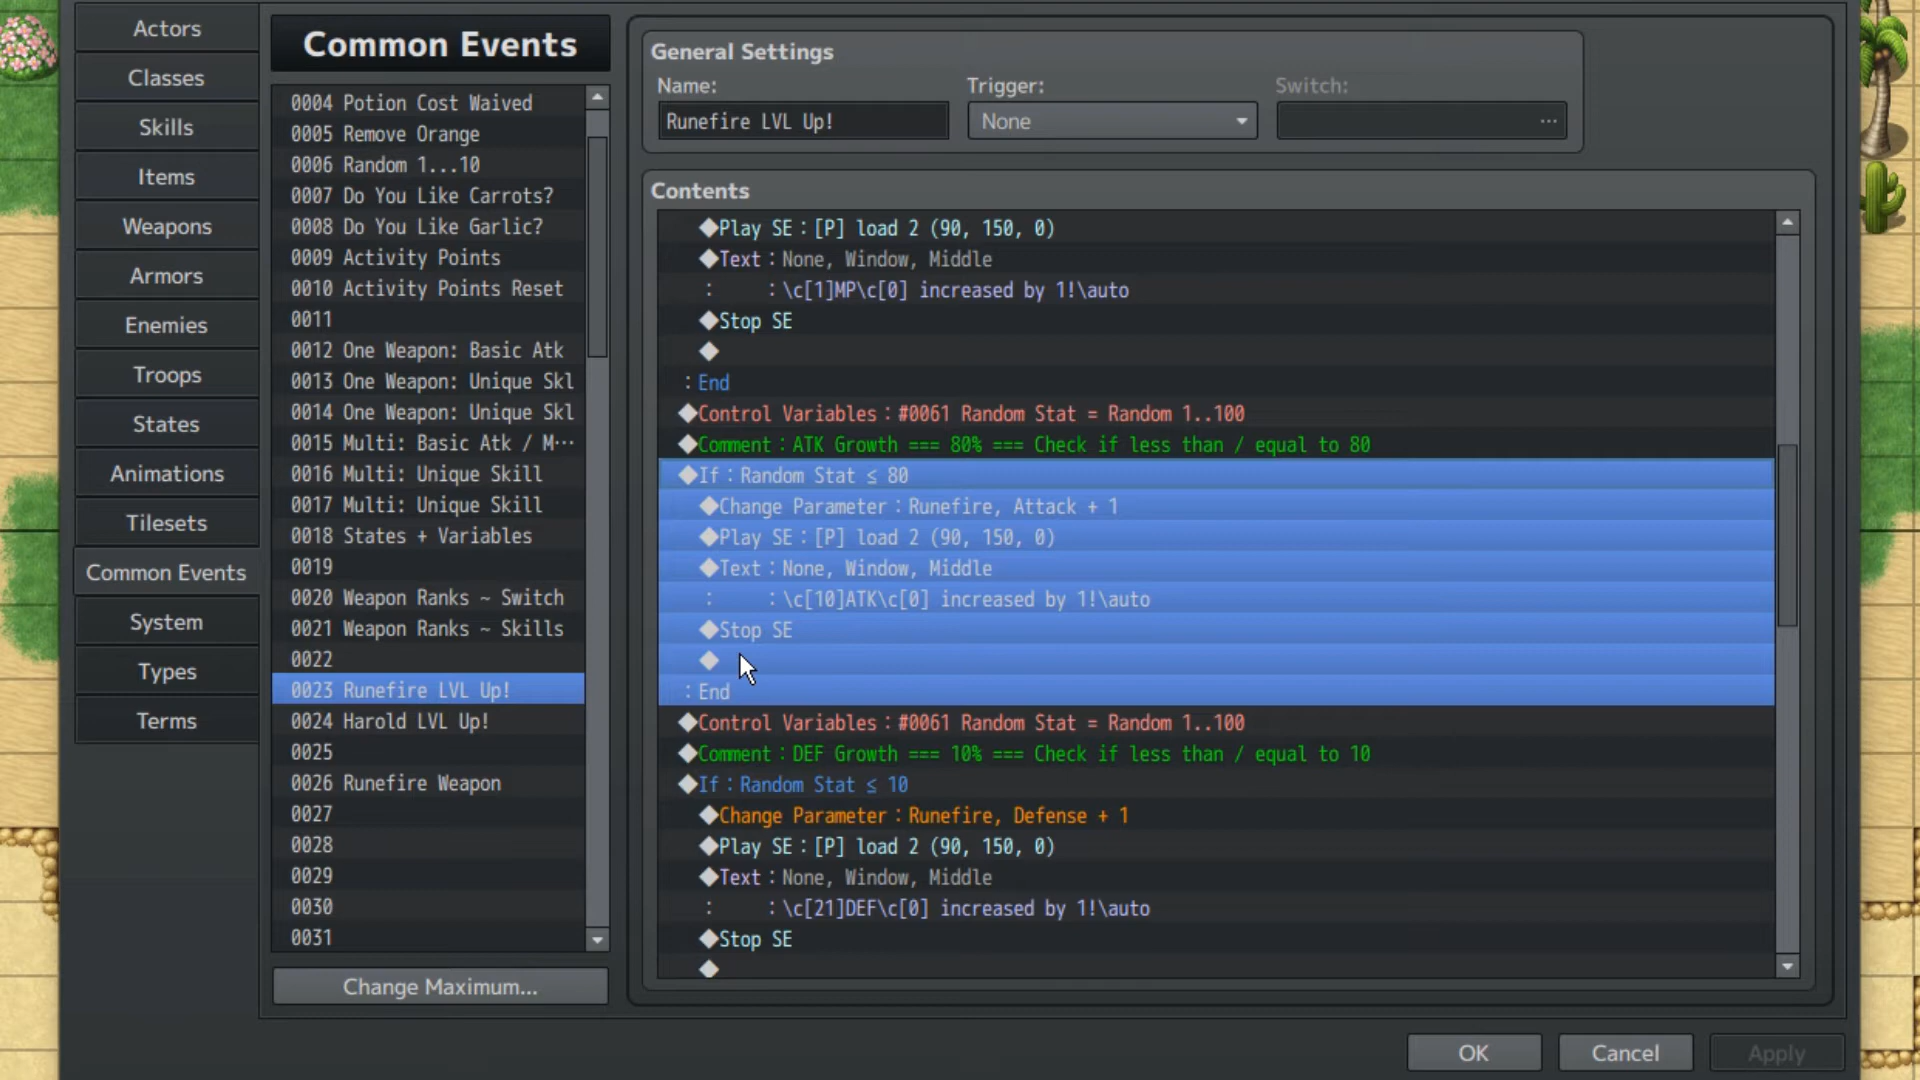 Actors
Classes
Skills
Items
Weapons
Armors
Enemies
Troops
States
Animations
Tilesets
Common Events
System
Types
Terms
Common Events
0004 Potion Cost Waived
0005 Remove Orange
0006 Random 1...10
0007 Do You Like Carrots?
0008 Do You Like Garlic?
0009 Activity Points
0010 Activity Points Reset
0011
0012 One Weapon: Basic Atk
0013 One Weapon: Unique Skl
0014 One Weapon: Unique Skl
0015 Multi: Basic Atk / M···
0016 Multi: Unique Skill
0017 Multi: Unique Skill
0018 States + Variables
0019
0020 Weapon Ranks ~ Switch
0021 Weapon Ranks ~ Skills
0022
0023 Runefire LVL Up!
0024 Harold LVL Up!
0025
0026 Runefire Weapon
0027
0028
0029
0030
0031
Change Maximum...
General Settings
Name:
Runefire LVL Up!
Trigger:
None
Switch:
...
Contents
◆Play SE:[P] load 2 (90, 150, 0)
◆Text:None, Window, Middle
: :\c[1]MP\c[0] increased by 1!\auto
◆Stop SE
◆
:End
◆Control Variables:#0061 Random Stat = Random 1..100
◆Comment:ATK Growth === 80% === Check if less than / equal to 80
◆If:Random Stat ≤ 80
◆Change Parameter:Runefire, Attack + 1
◆Play SE:[P] load 2 (90, 150, 0)
◆Text:None, Window, Middle
: :\c[10]ATK\c[0] increased by 1!\auto
◆Stop SE
◆
:End
◆Control Variables:#0061 Random Stat = Random 1..100
◆Comment:DEF Growth === 10% === Check if less than / equal to 10
◆If:Random Stat ≤ 10
◆Change Parameter:Runefire, Defense + 1
◆Play SE:[P] load 2 (90, 150, 0)
◆Text:None, Window, Middle
: :\c[21]DEF\c[0] increased by 1!\auto
◆Stop SE
◆
OK
Cancel
Apply